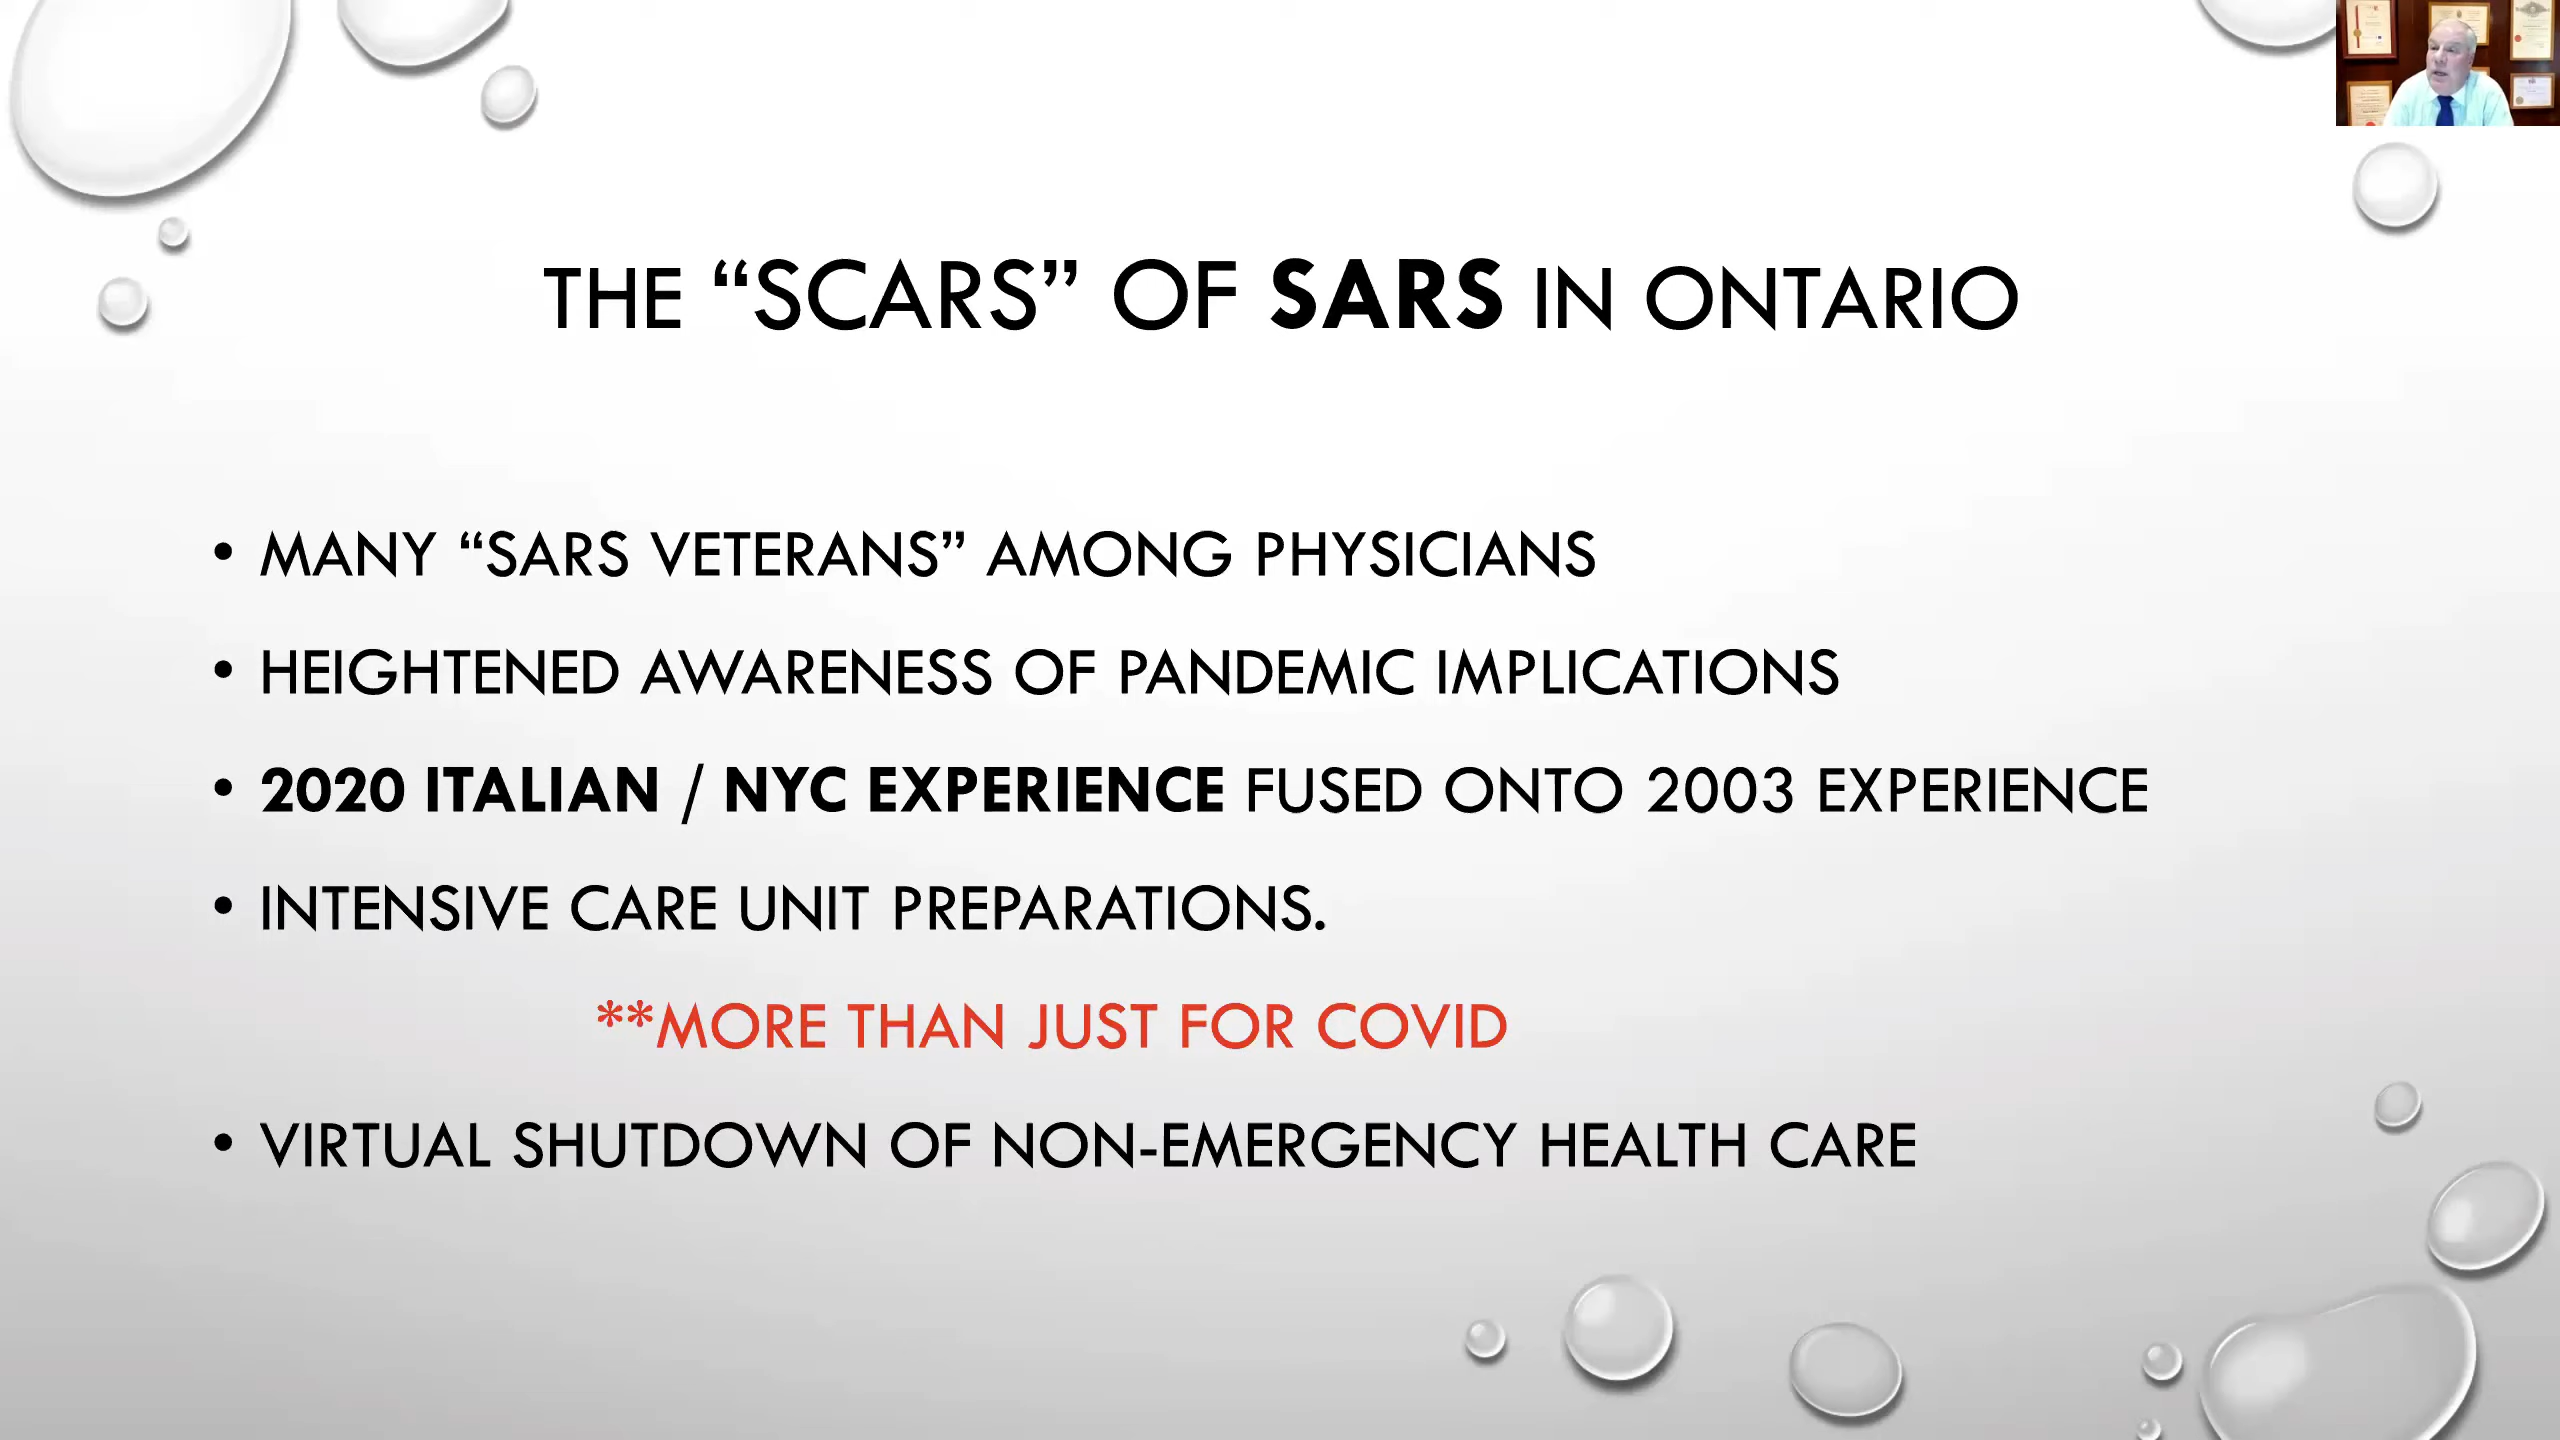 THE “SCARS” OF SARS IN ONTARIO
• MANY “SARS VETERANS” AMONG PHYSICIANS
• HEIGHTENED AWARENESS OF PANDEMIC IMPLICATIONS
• 2020 ITALIAN / NYC EXPERIENCE FUSED ONTO 2003 EXPERIENCE
• INTENSIVE CARE UNIT PREPARATIONS.
**MORE THAN JUST FOR COVID
• VIRTUAL SHUTDOWN OF NON-EMERGENCY HEALTH CARE